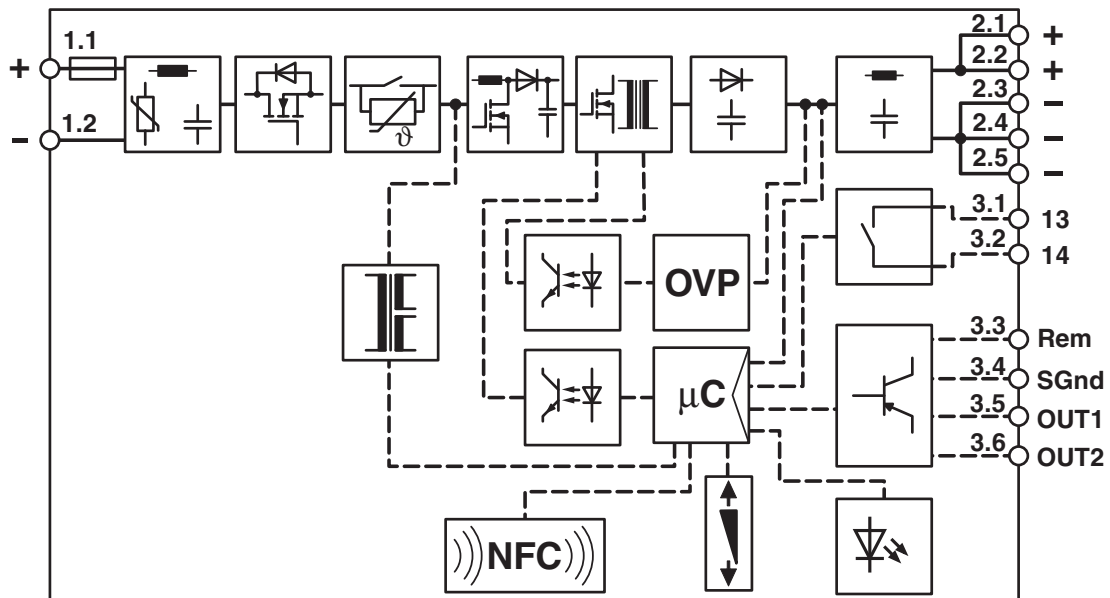 1.1
+
1.2
−
ϑ
2.1 +
2.2 +
2.3 −
2.4 −
2.5 −
3.1 13
3.2 14
OVP
3.3 Rem
3.4 SGnd
μC
3.5 OUT1
3.6 OUT2
NFC